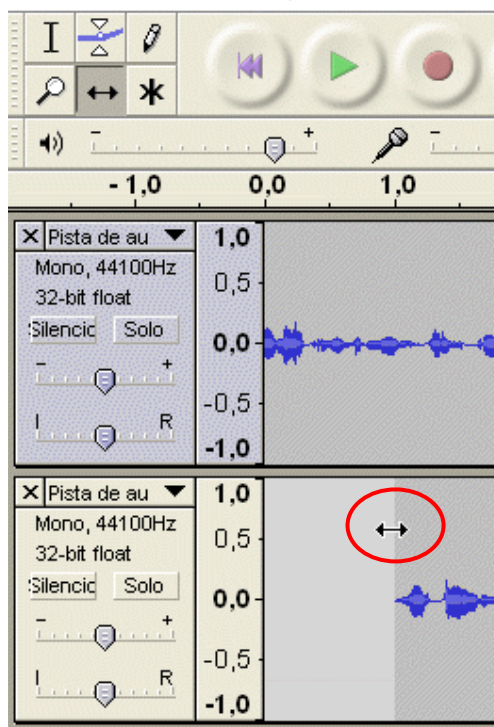 - 1,0 0,0 1,0
Pista de au
Mono, 44100Hz
32-bit float
Silencio Solo
- +
I R
1,0
0,5
0,0
-0,5
-1,0
Pista de au
Mono, 44100Hz
32-bit float
Silencio Solo
- +
I R
1,0
0,5
0,0
-0,5
-1,0